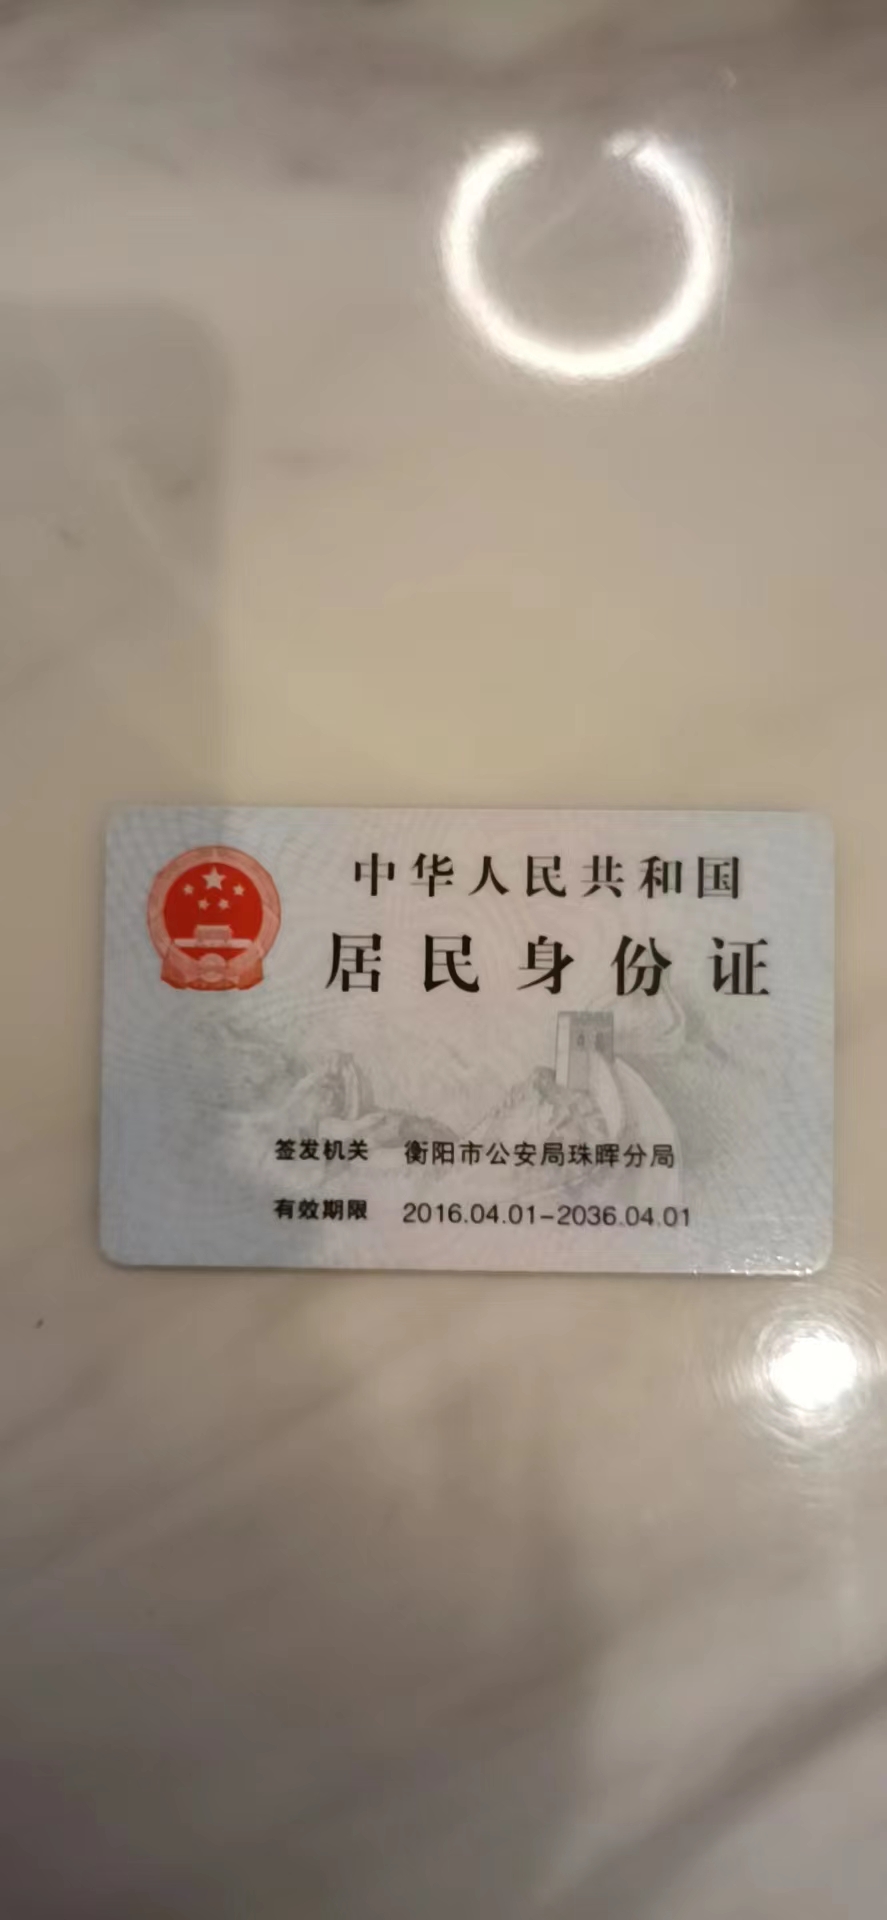 中华人民共和国
居民身份证
签发机关 衡阳市公安局珠晖分局
有效期限 2016.04.01-2036.04.01